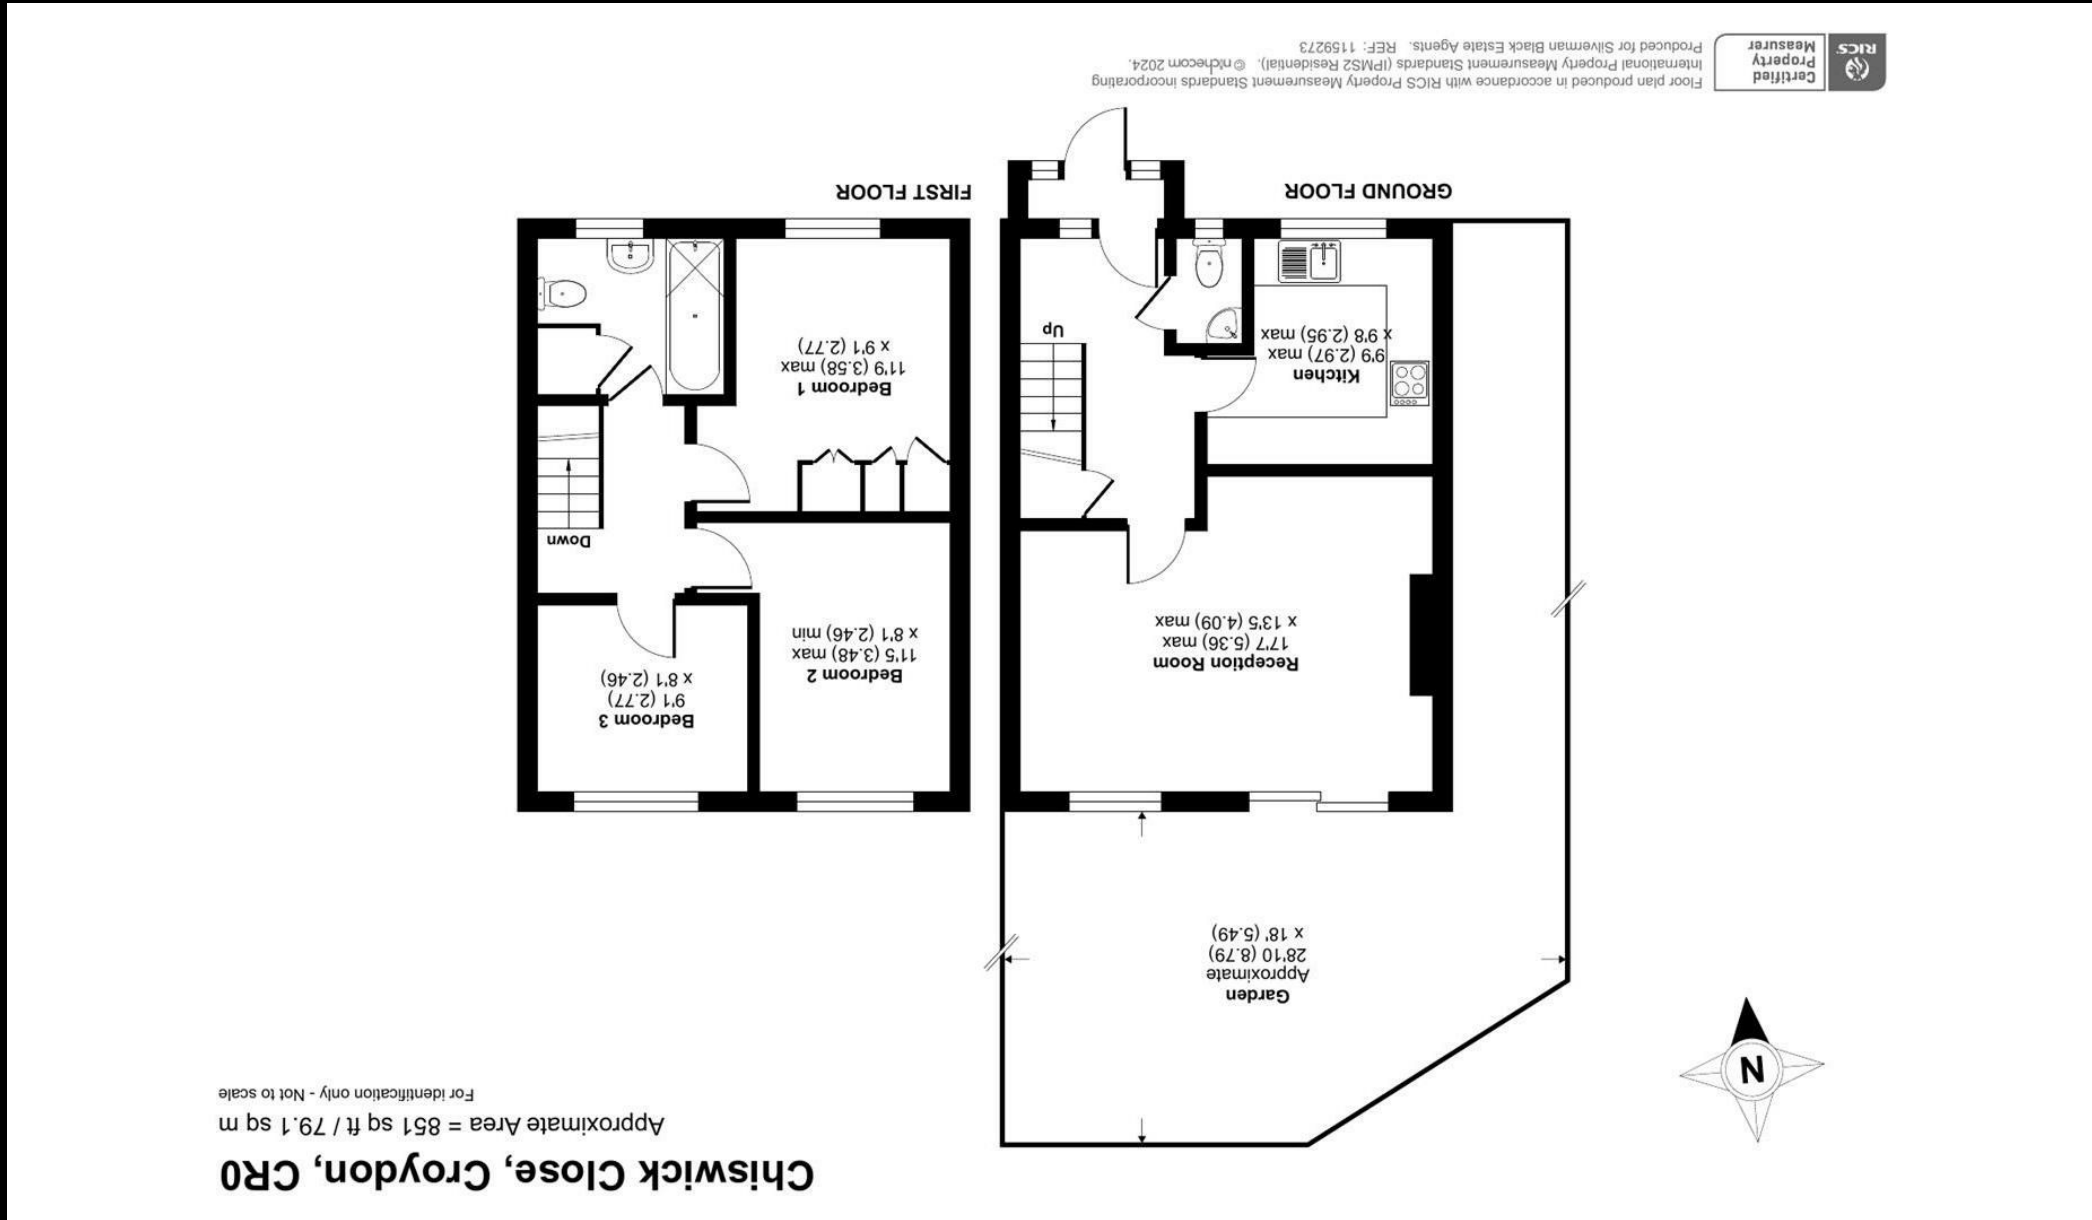 Chiswick Close, Croydon, CR0
Approximate Area = 851 sq ft / 79.1 sq m
For identification only - Not to scale
N
Garden
Approximate
28'10 (8.79)
x 18' (5.49)
Reception Room
17'7 (5.36) max
x 13'5 (4.09) max
Kitchen
9'9 (2.97) max
x 9'8 (2.95) max
Up
GROUND FLOOR
Bedroom 3
9'1 (2.77)
x 8'1 (2.46)
Bedroom 2
11'5 (3.48) max
x 8'1 (2.46) min
Down
Bedroom 1
11'9 (3.58) max
x 9'1 (2.77)
FIRST FLOOR
RICS
Certified
Property
Measurer
Floor plan produced in accordance with RICS Property Measurement Standards incorporating
International Property Measurement Standards (IPMS2 Residential). © nichecom 2024.
Produced for Silverman Black Estate Agents. REF: 1159273